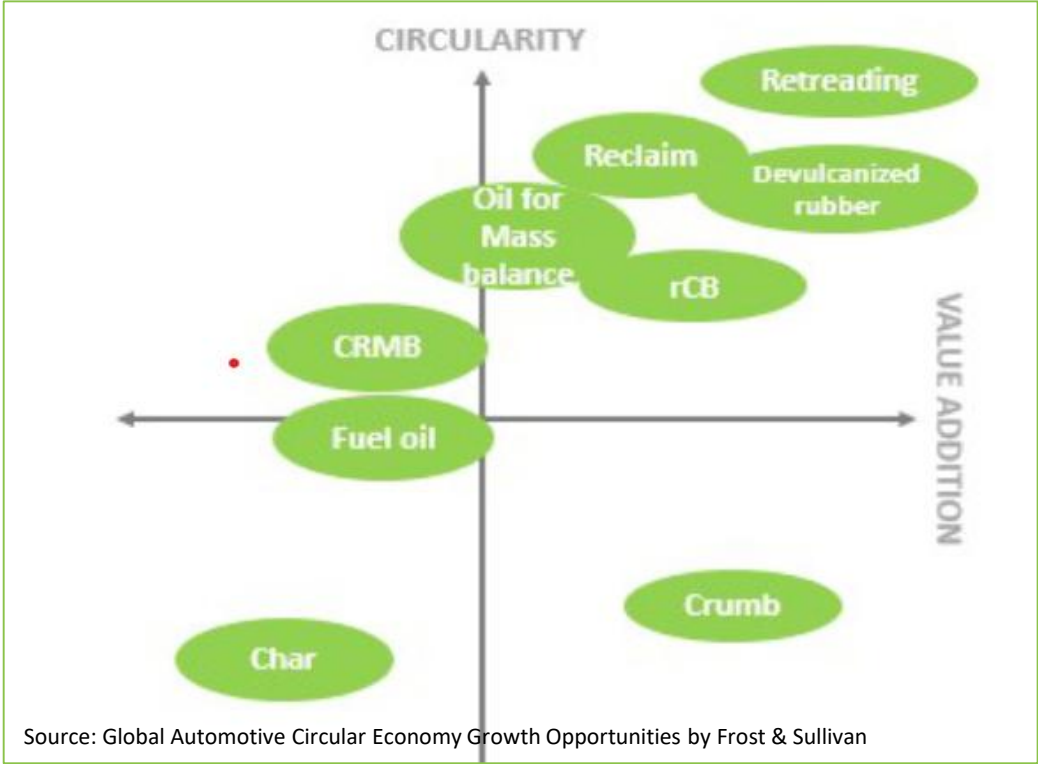 CIRCULARITY
Retreading
Reclaim
Devulcanized
rubber
Oil for
Mass
balance
rCB
CRMB
VALUE ADDITION
Fuel oil
Crumb
Char
Source: Global Automotive Circular Economy Growth Opportunities by Frost & Sullivan